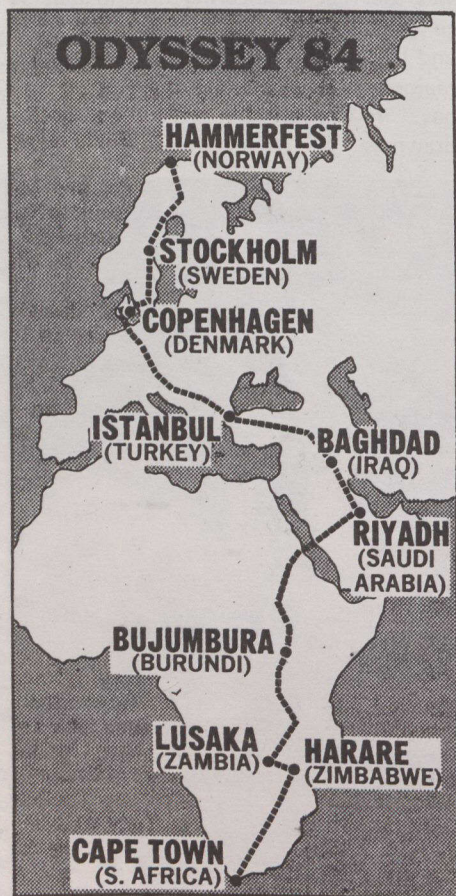 ODYSSEY 84
HAMMERFEST
(NORWAY)
STOCKHOLM
(SWEDEN)
COPENHAGEN
(DENMARK)
ISTANBUL
(TURKEY)
BAGHDAD
(IRAQ)
RIYADH
(SAUDI
ARABIA)
BUJUMBURA
(BURUNDI)
LUSAKA
(ZAMBIA)
HARARE
(ZIMBABWE)
CAPE TOWN
(S. AFRICA)